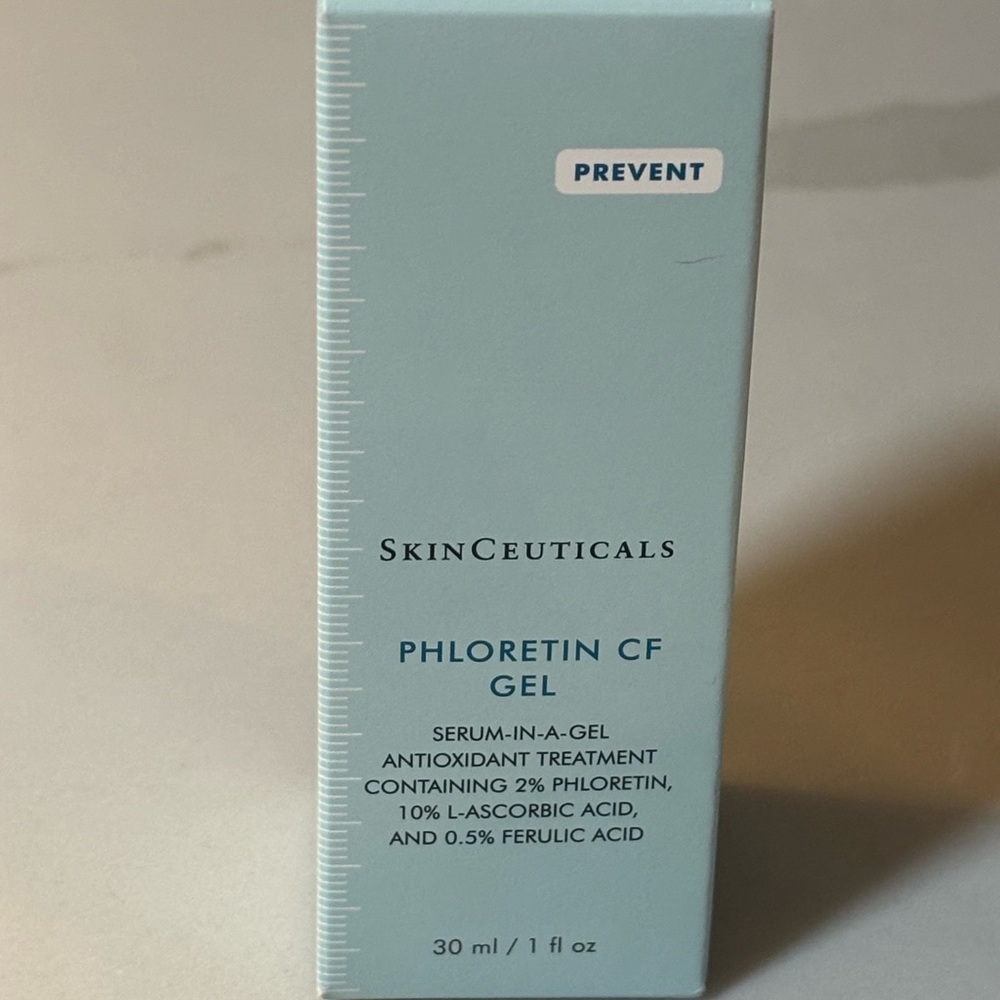 PREVENT
SKINCEUTICALS
PHLORETIN CF
GEL
SERUM-IN-A-GEL
ANTIOXIDANT TREATMENT
CONTAINING 2% PHLORETIN,
10% L-ASCORBIC ACID,
AND 0.5% FERULIC ACID
30 ml / 1 fl oz